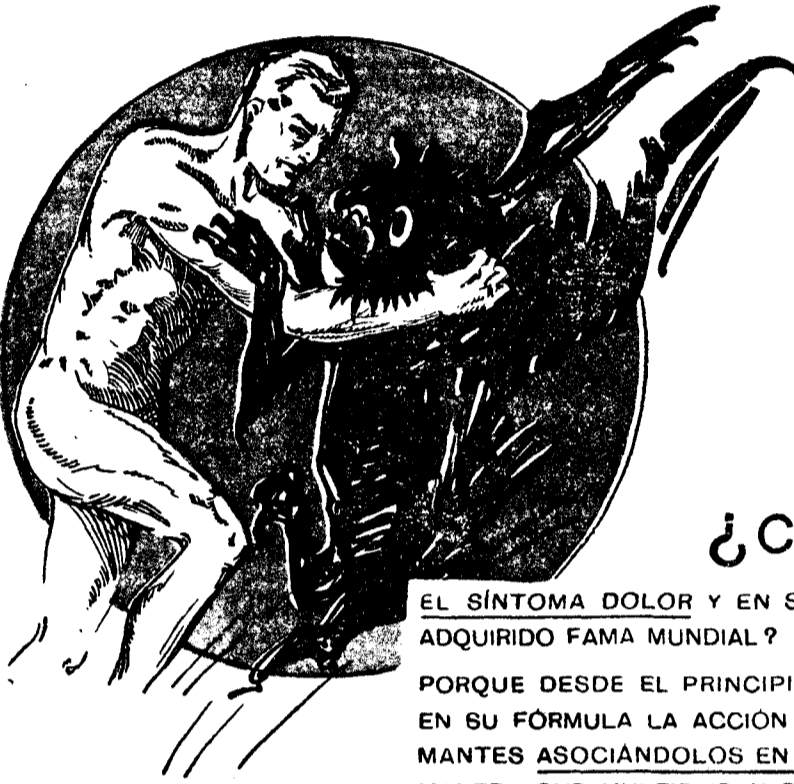 ¿C
EL SÍNTOMA DOLOR Y EN S
ADQUIRIDO FAMA MUNDIAL?
PORQUE DESDE EL PRINCIPI
EN SU FÓRMULA LA ACCIÓN
MANTES ASOCIÁNDOLOS EN